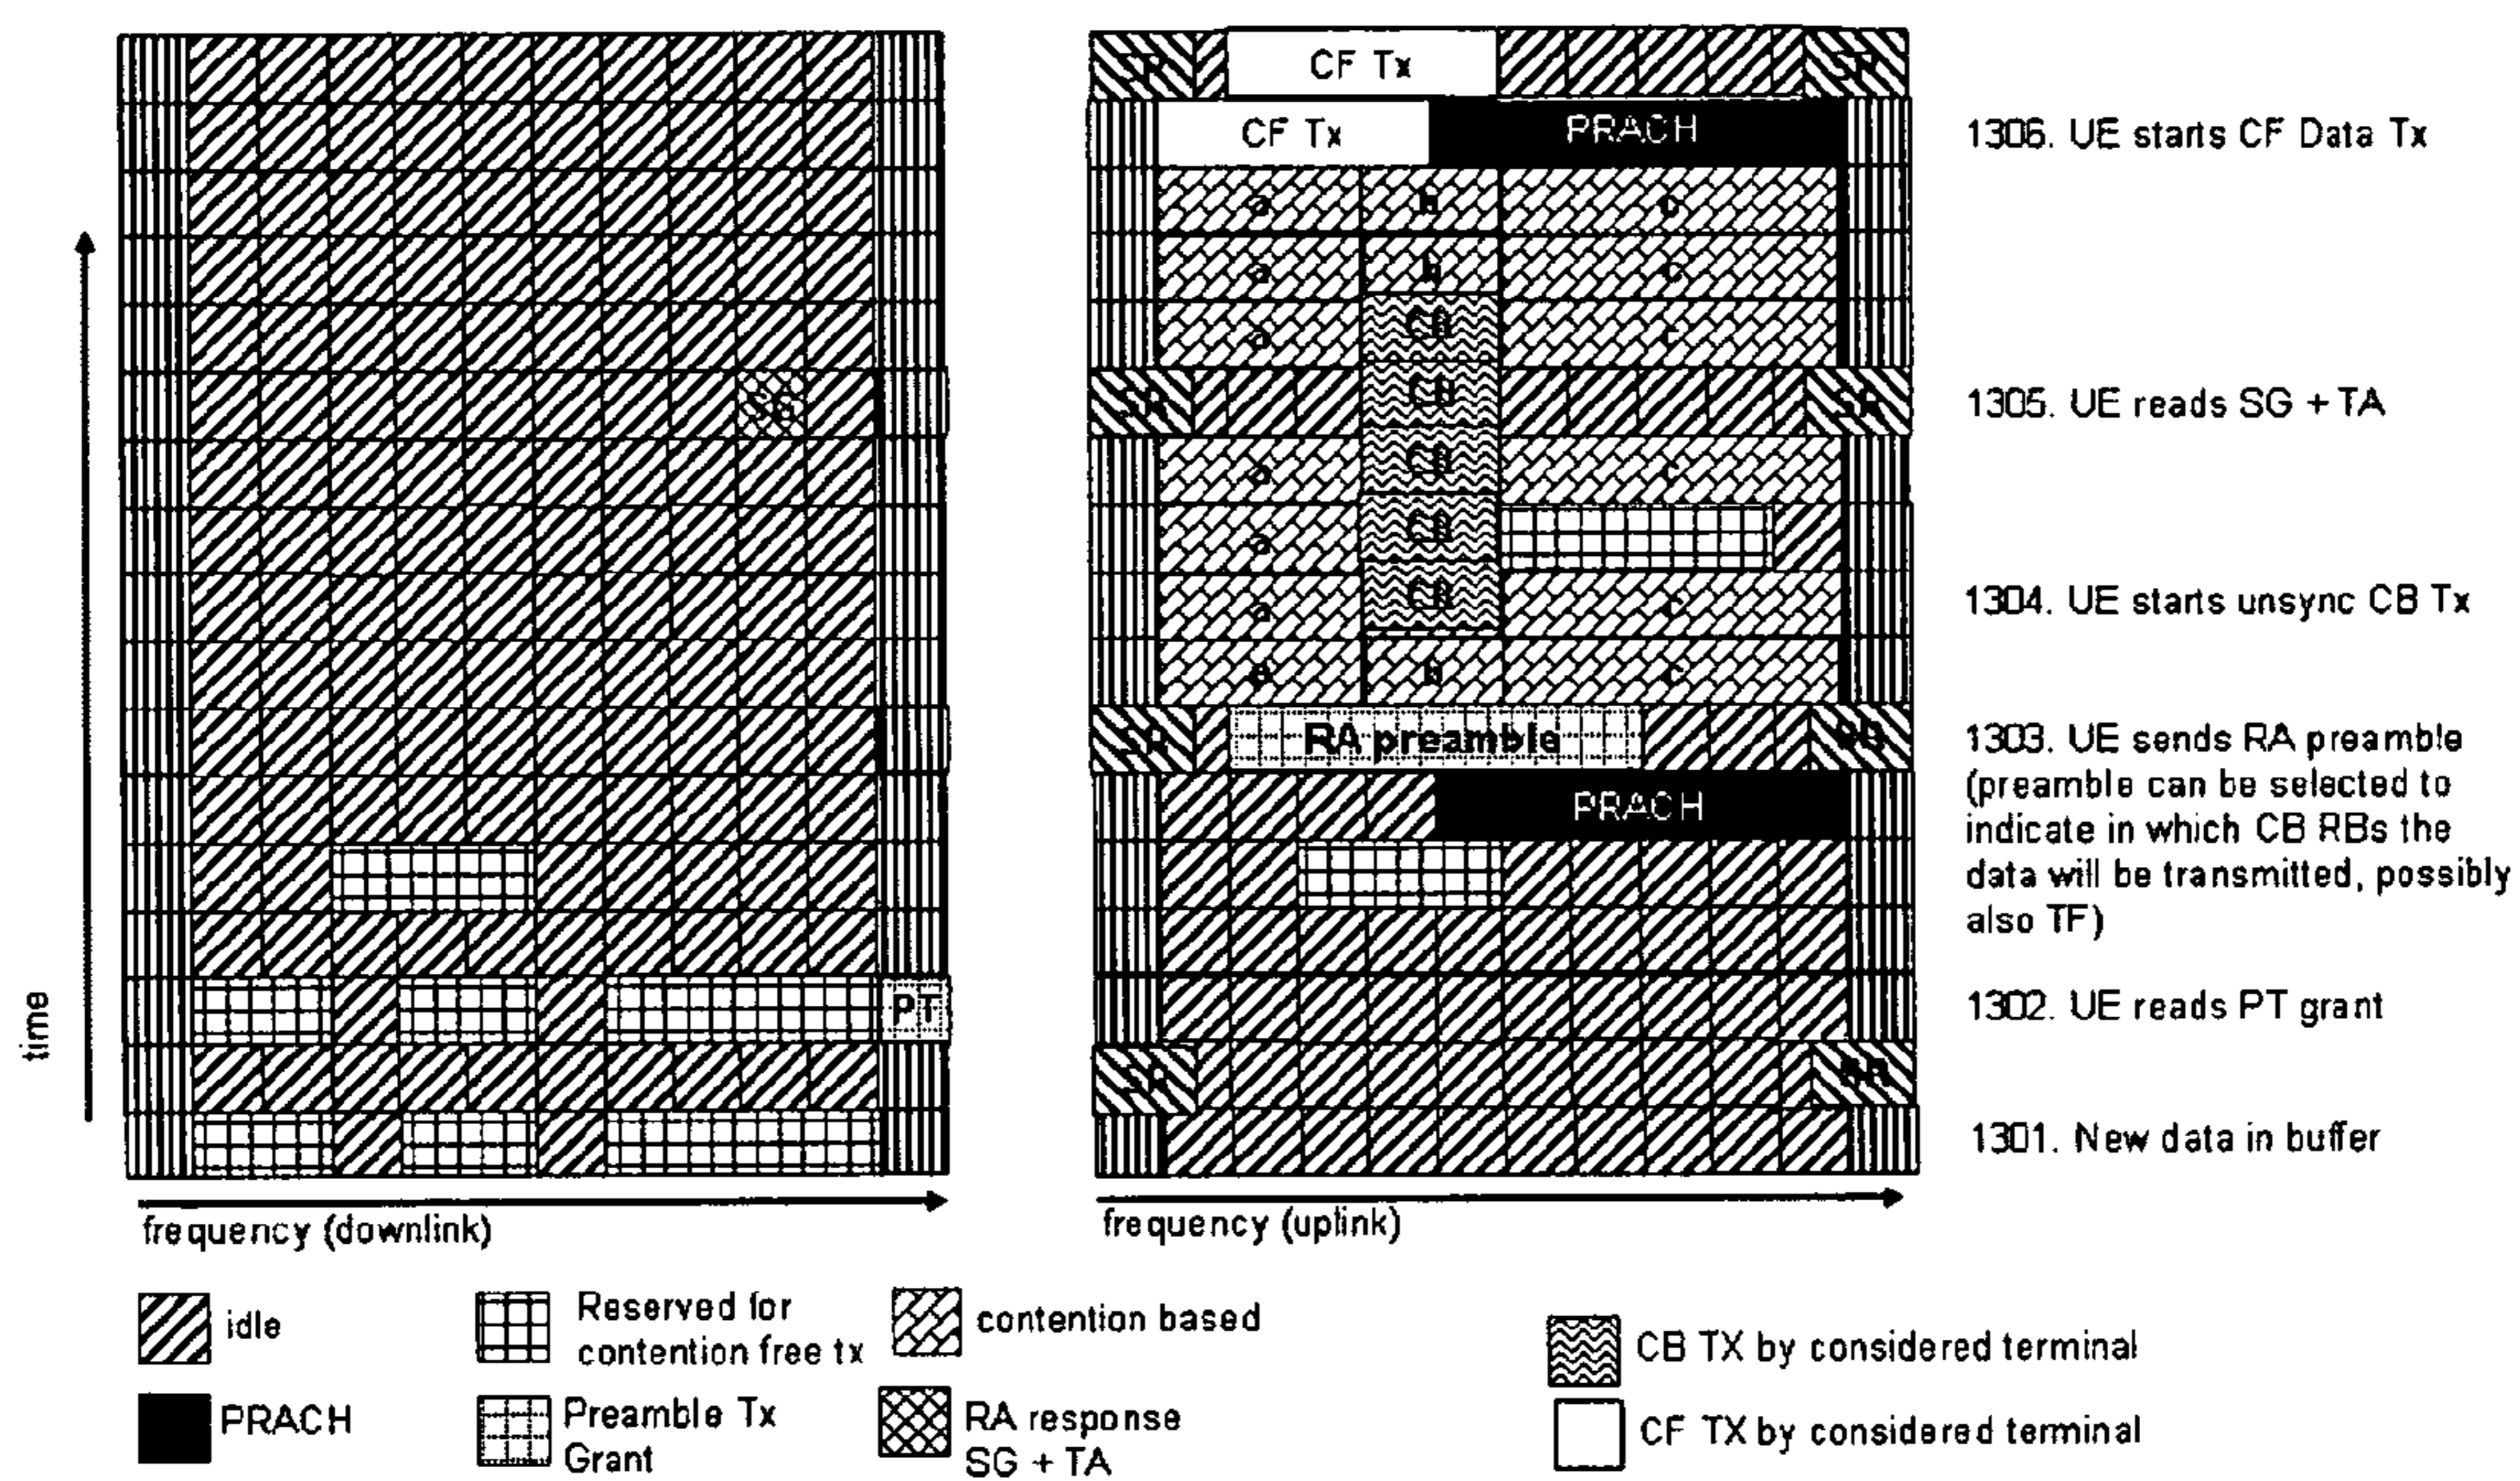 CF Tx
CF Tx
PRACH
1306. UE starts CF Data Tx
a
a
c
a
1305. UE reads SG + TA
a
c
a
a
c
1304. UE starts unsync CB Tx
a
c
RA preamble
1303. UE sends RA preamble
(preamble can be selected to
indicate in which CB RBs the
data will be transmitted, possibly
also TF)
PRACH
PT
1302. UE reads PT grant
1301. New data in buffer
time
frequency (downlink)
frequency (uplink)
idle
Reserved for
contention free tx
contention based
CB TX by considered terminal
PRACH
Preamble Tx
Grant
RA response
SG + TA
CF TX by considered terminal